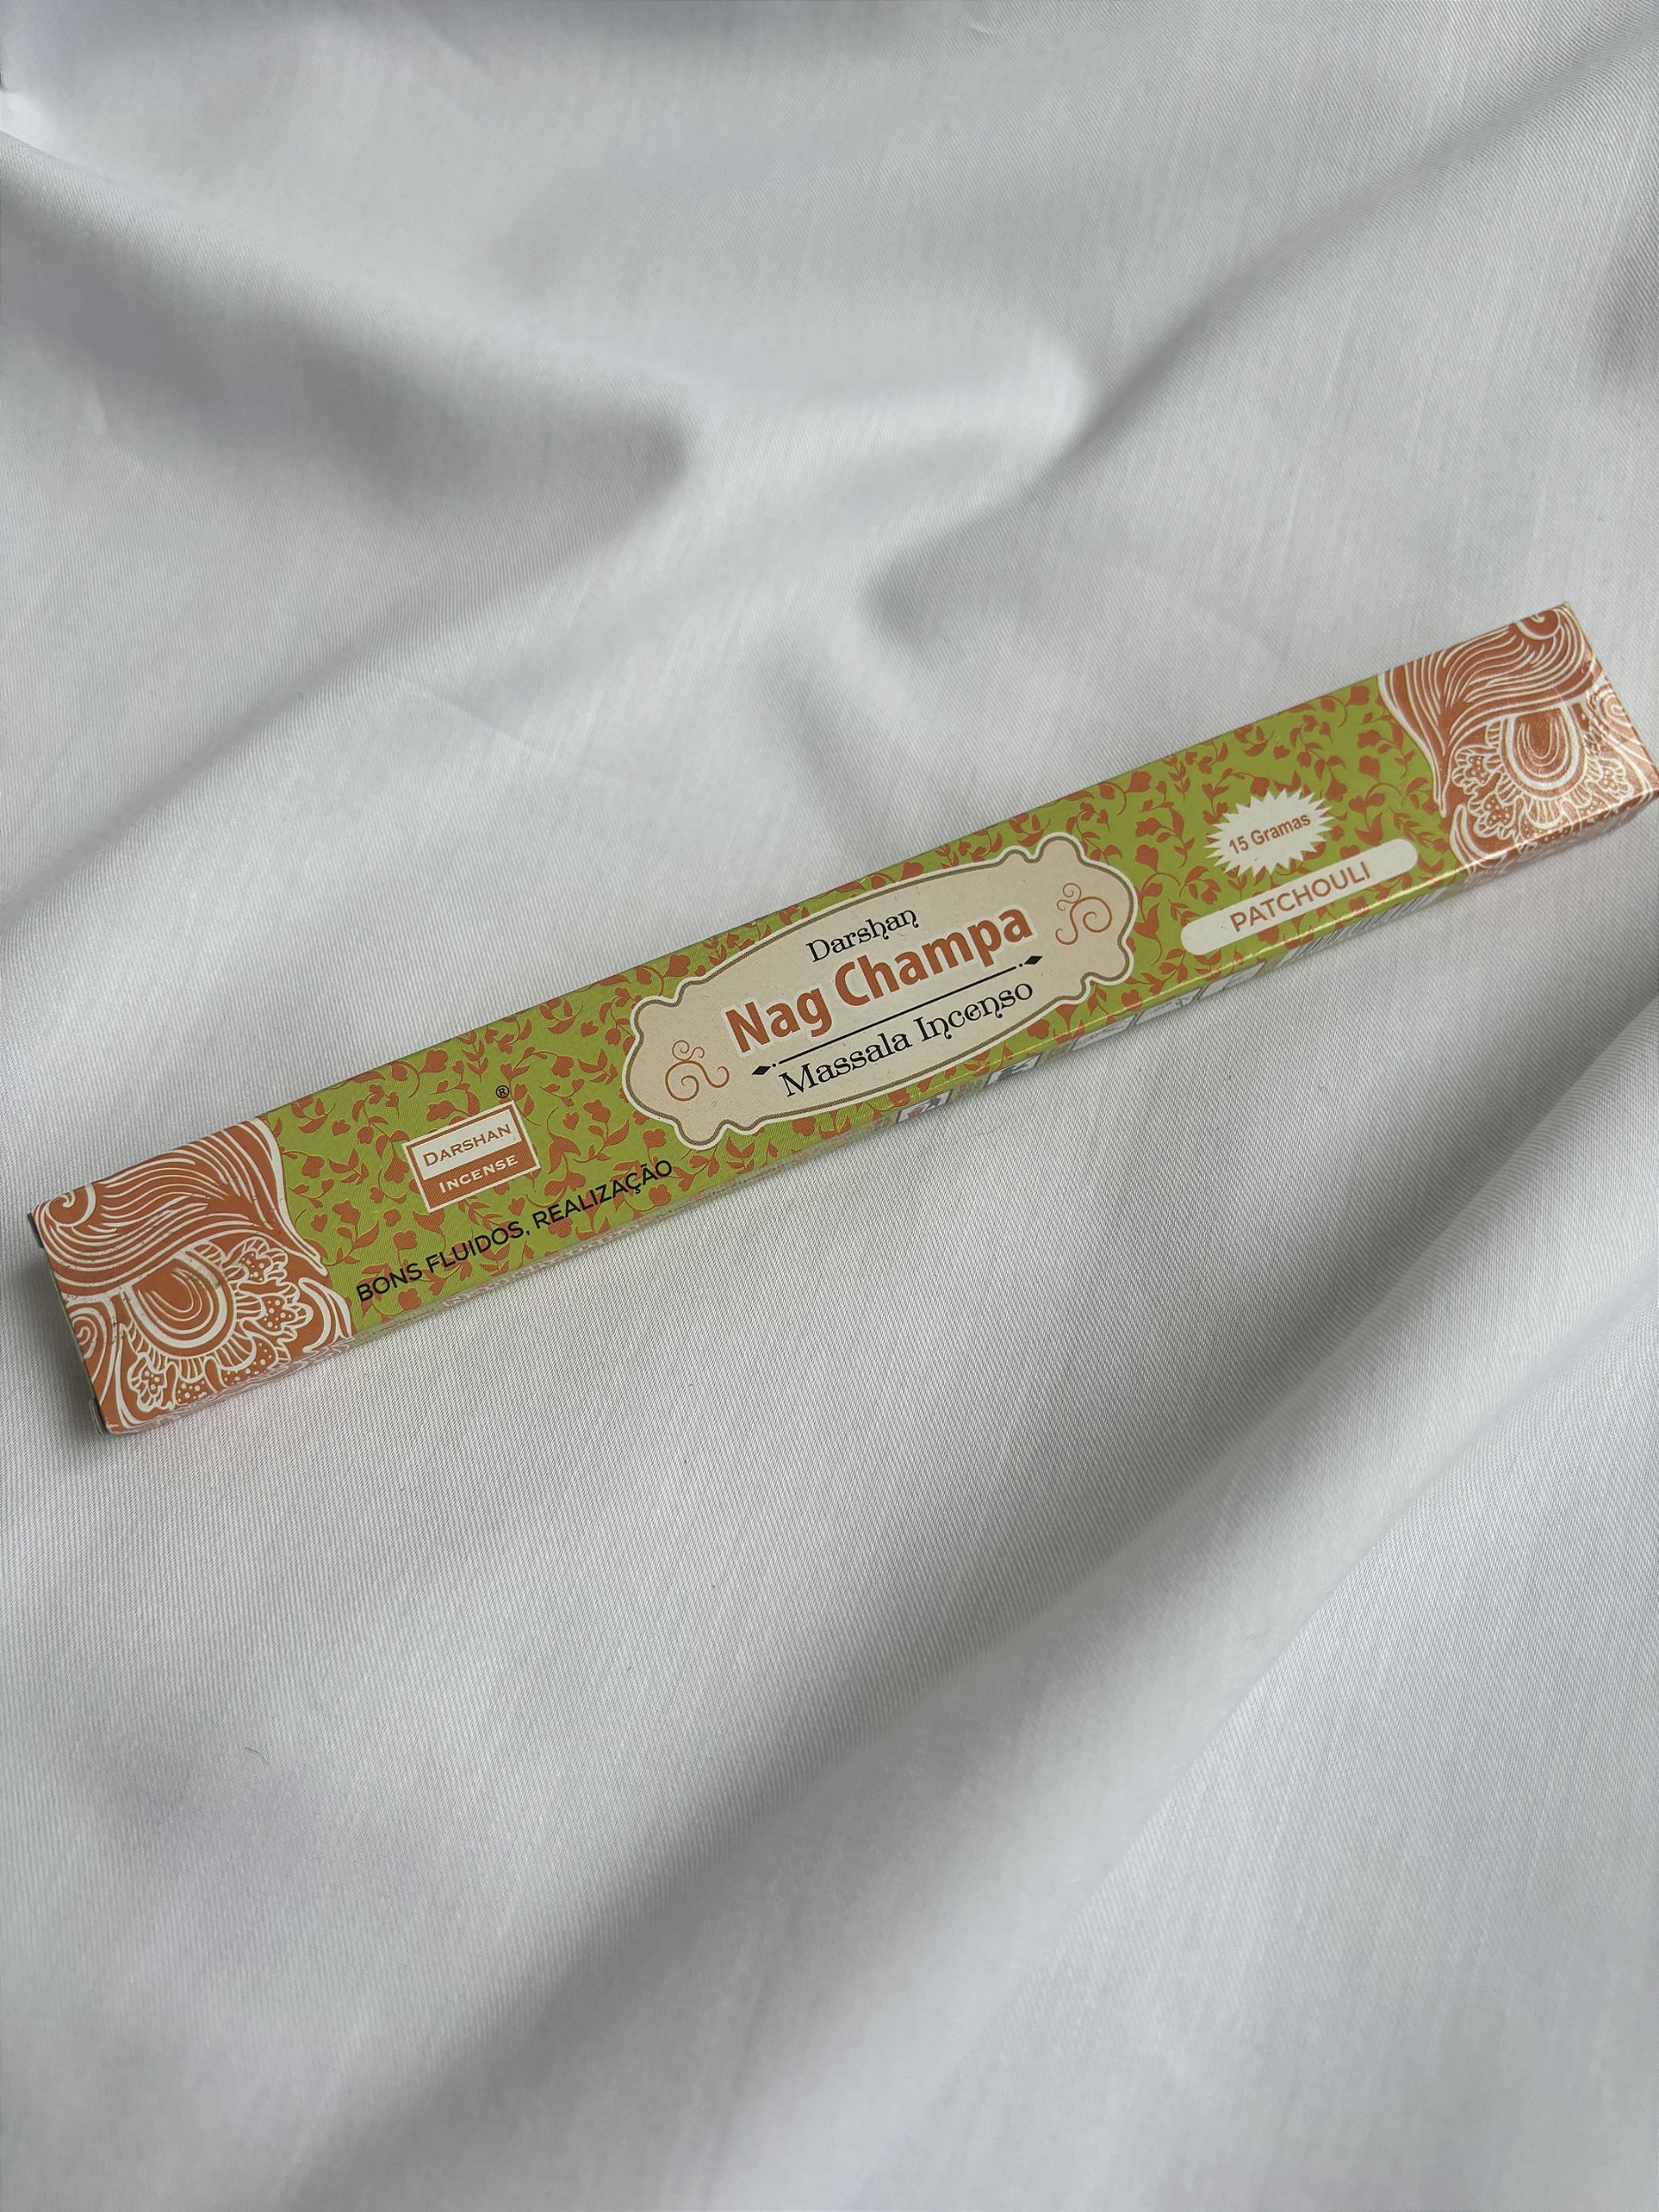 DARSHAN
INCENSE
®
BONS FLUIDOS, REALIZAÇÃO
Darshan
Nag Champa
Massala Incenso
15 Gramas
PATCHOULI